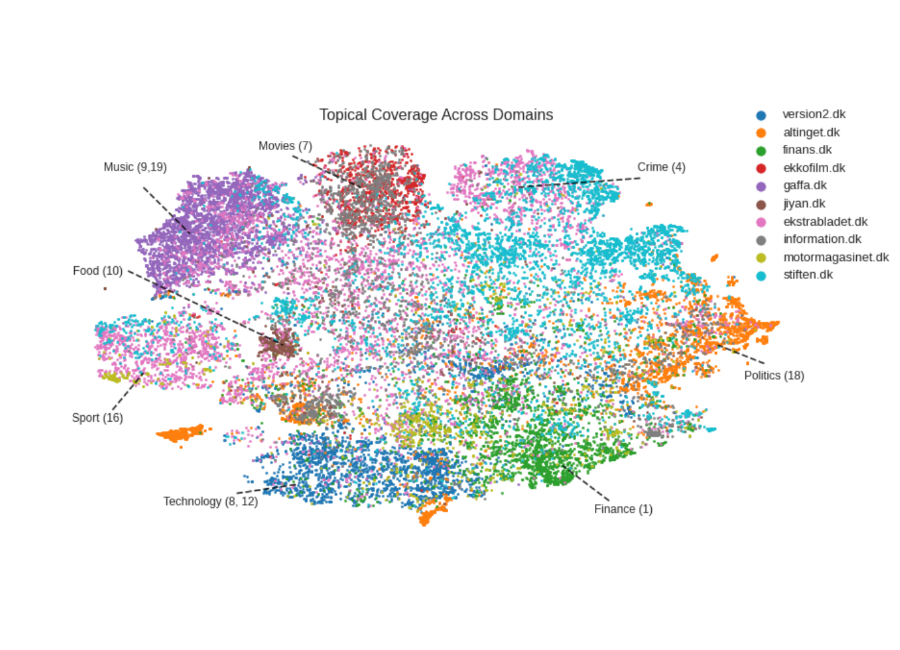 Topical Coverage Across Domains
Movies (7)
Music (9,19)
Crime (4)
Food (10)
Politics (18)
Sport (16)
Technology (8, 12)
Finance (1)
version2.dk
altinget.dk
finans.dk
ekkofilm.dk
gaffa.dk
jiyan.dk
ekstrabladet.dk
information.dk
motormagasinet.dk
stiften.dk